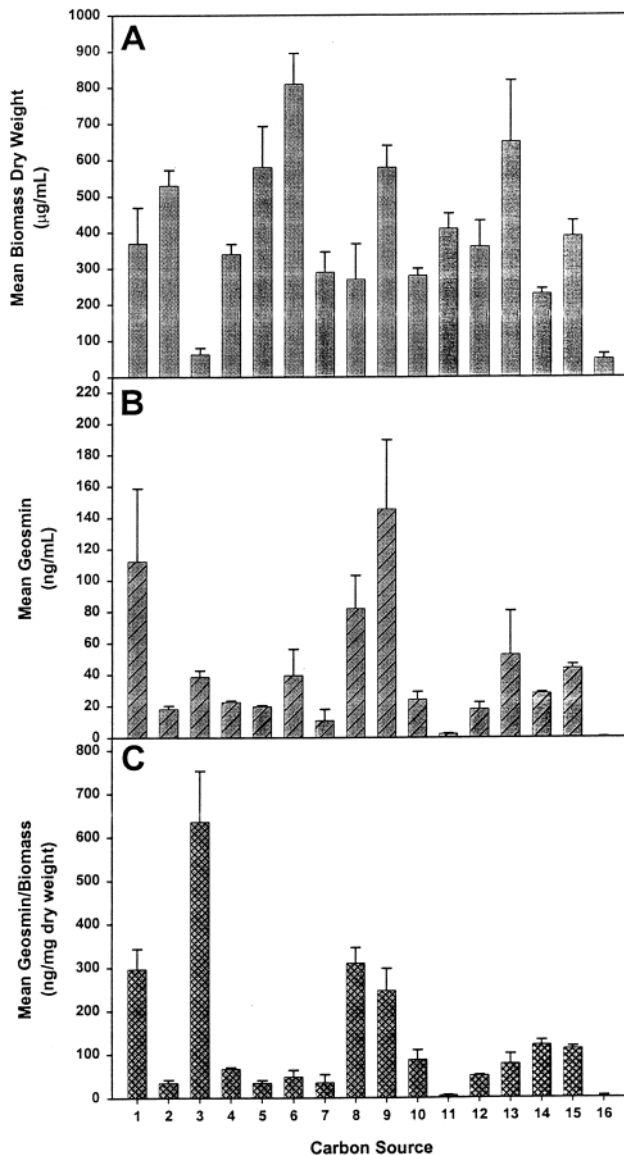 A
1000
900
800
700
600
500
400
300
200
100
0
Mean Biomass Dry Weight
(µg/mL)
B
220
200
180
160
140
120
100
80
60
40
20
0
Mean Geosmin
(ng/mL)
C
800
700
600
500
400
300
200
100
0
Mean Geosmin/Biomass
(ng/mg dry weight)
1 2 3 4 5 6 7 8 9 10 11 12 13 14 15 16
Carbon Source